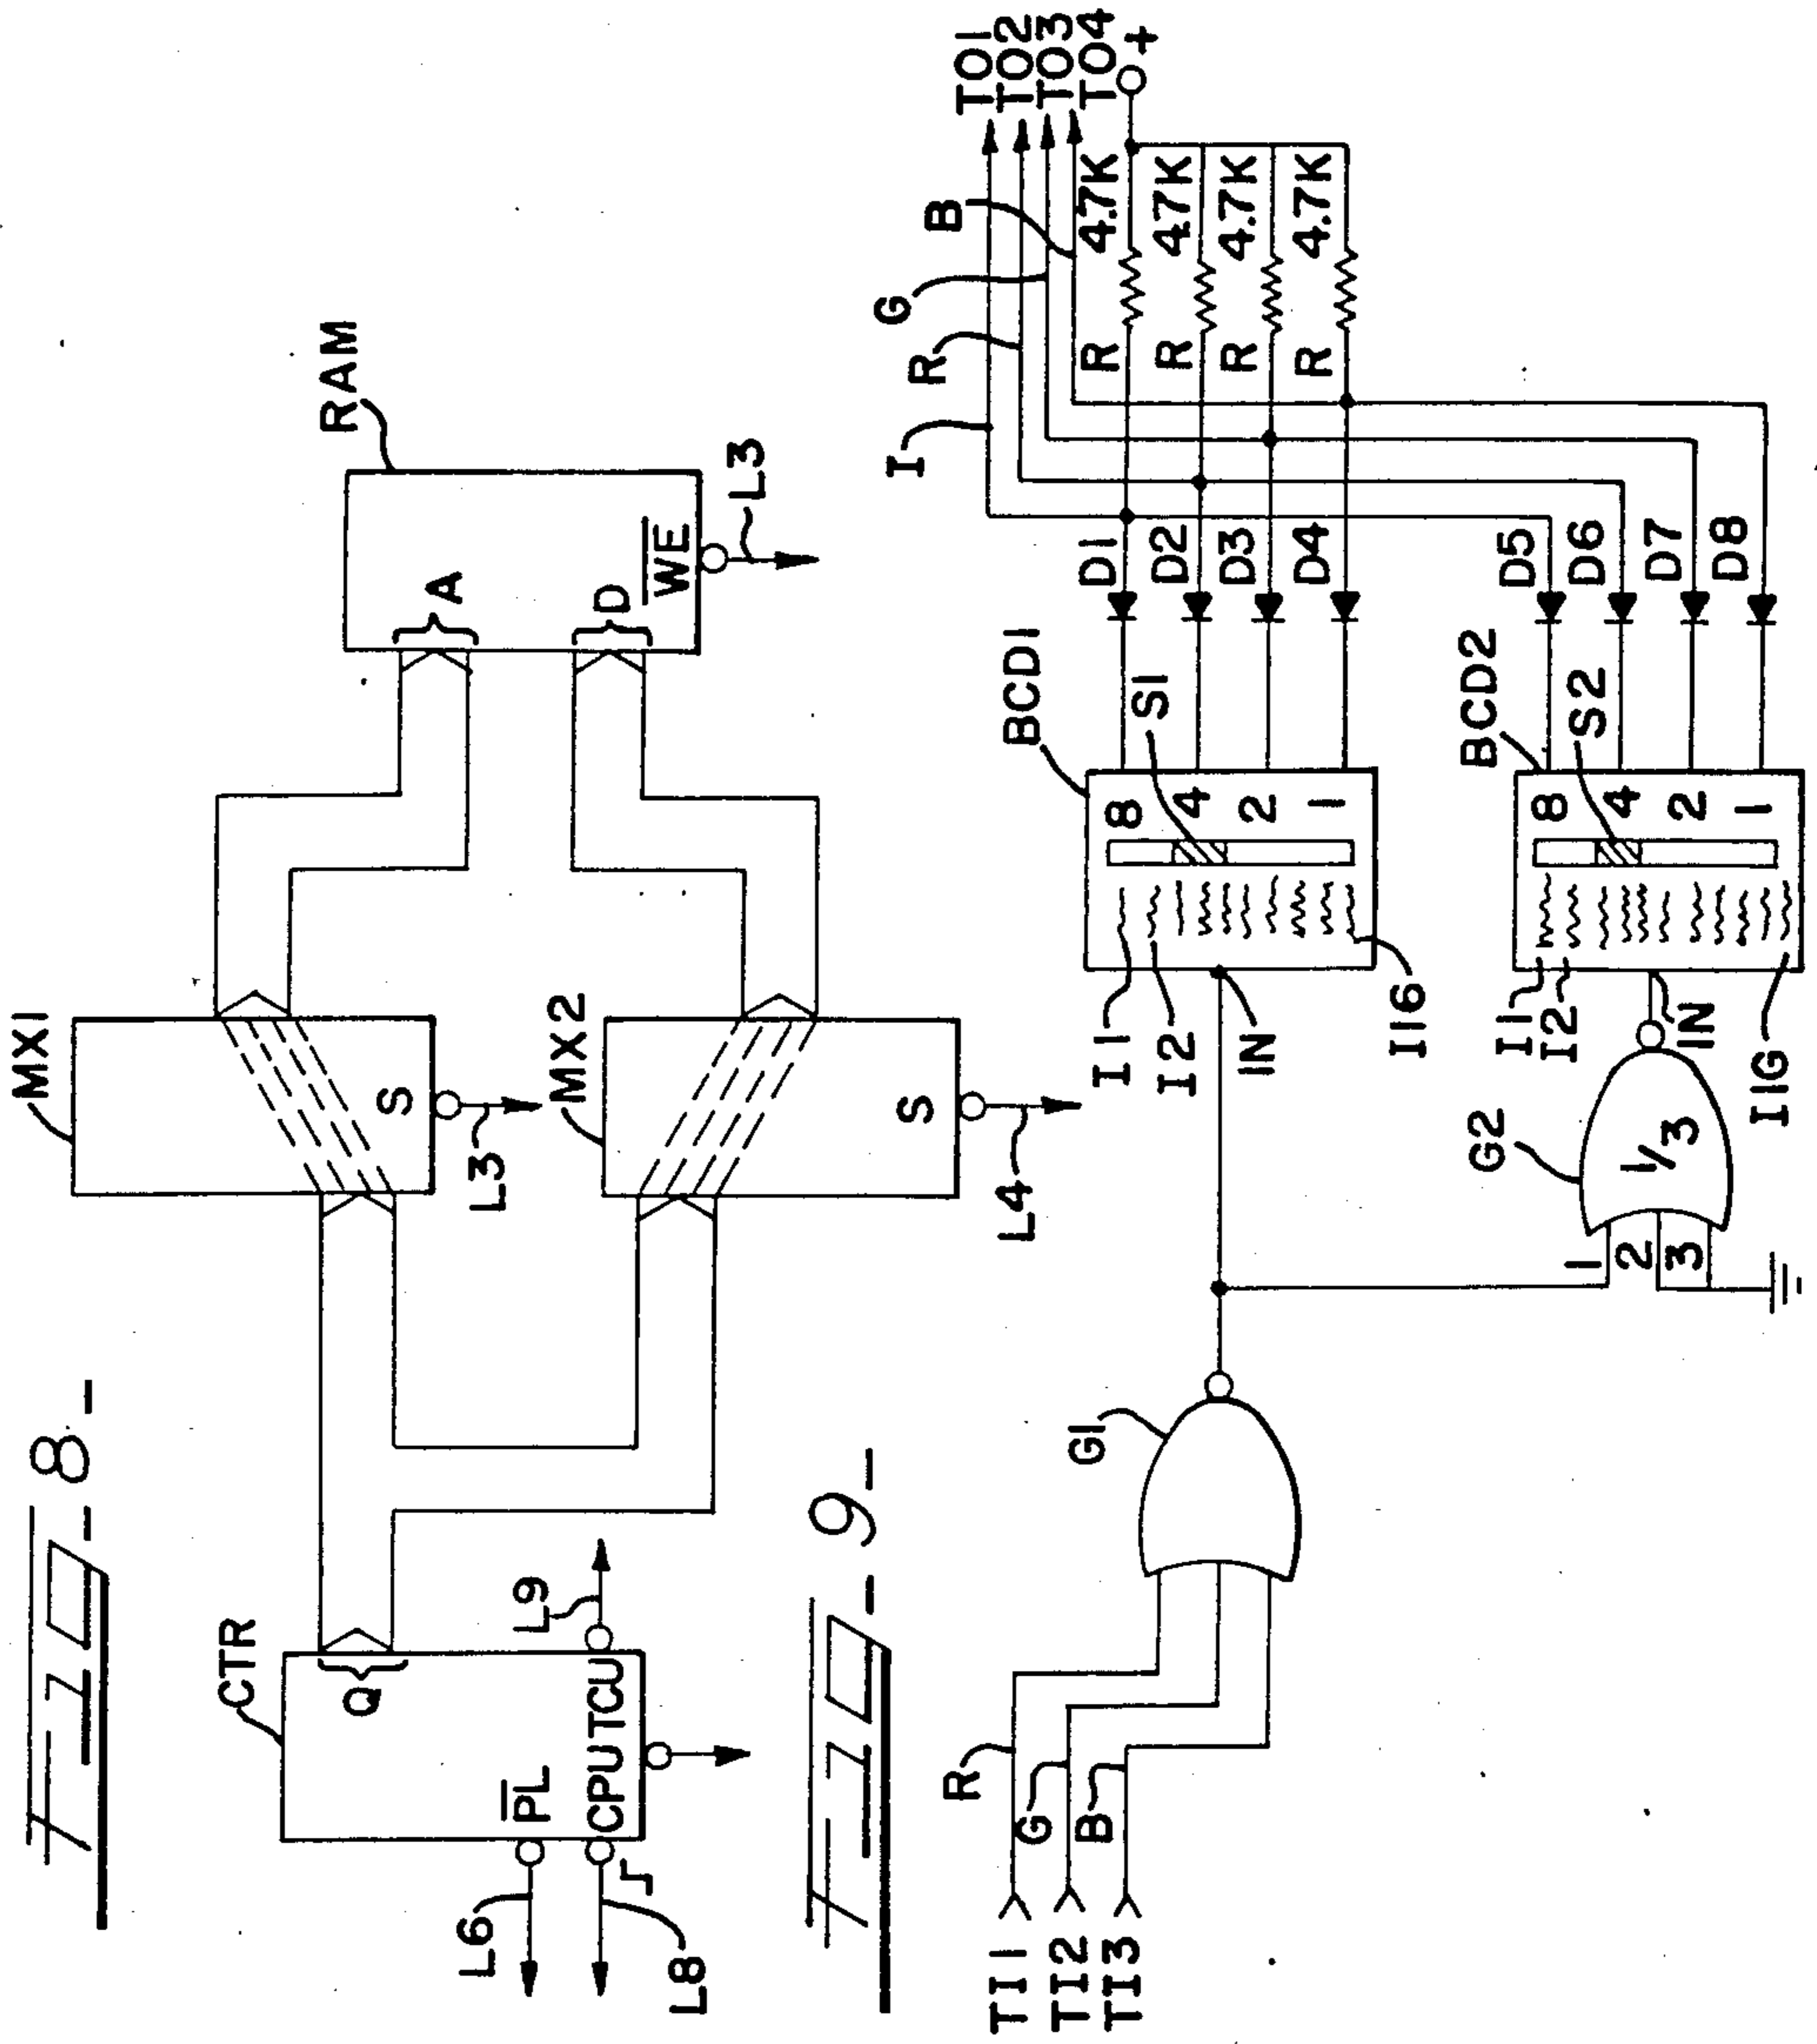 Fig-8-
MX1
RAM
CTR
Q
A
D
WE
L3
S
L3
MX2
S
L4
PL
CPU TCU
L9
L6
L8
Fig-9-
TI1
TI2
TI3
R
G
B
G1
G2
1/3
1
2
3
BCD1
S1
8
4
2
1
I1
I2
IN
I16
BCD2
S2
8
4
2
1
I1
I2
IN
I16
D1
D2
D3
D4
D5
D6
D7
D8
I
R
G
B
R 4.7K
R 4.7K
R 4.7K
R 4.7K
TO1
TO2
TO3
TO4
+